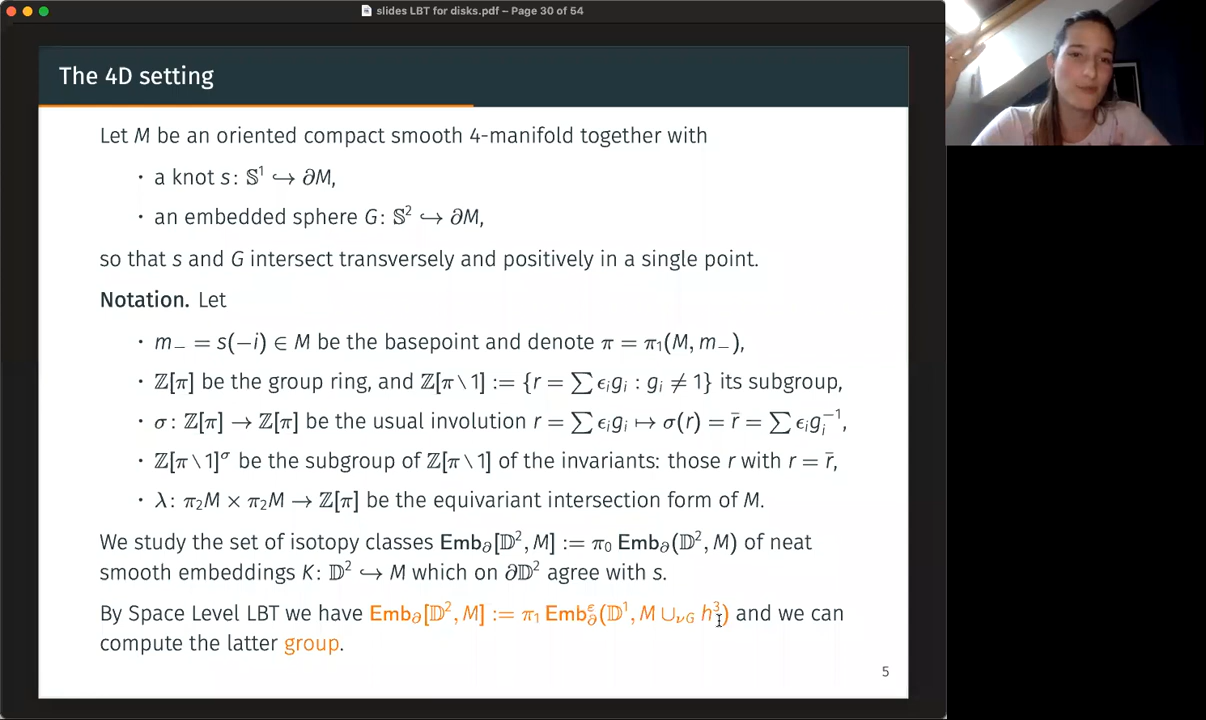 slides LBT for disks.pdf – Page 30 of 54
The 4D setting
Let M be an oriented compact smooth 4-manifold together with
· a knot s: 𝕊¹ ↪ ∂M,
· an embedded sphere G: 𝕊² ↪ ∂M,
so that s and G intersect transversely and positively in a single point.
Notation. Let
· m₋ = s(−i) ∈ M be the basepoint and denote π = π₁(M, m₋),
· ℤ[π] be the group ring, and ℤ[π \ 1] := {r = ∑ ϵᵢgᵢ : gᵢ ≠ 1} its subgroup,
· σ: ℤ[π] → ℤ[π] be the usual involution r = ∑ ϵᵢgᵢ ↦ σ(r) = r̄ = ∑ ϵᵢgᵢ⁻¹,
· ℤ[π \ 1]^σ be the subgroup of ℤ[π \ 1] of the invariants: those r with r = r̄,
· λ: π₂M × π₂M → ℤ[π] be the equivariant intersection form of M.
We study the set of isotopy classes Emb_∂[𝔻², M] := π₀ Emb_∂(𝔻², M) of neat
smooth embeddings K: 𝔻² ↪ M which on ∂𝔻² agree with s.
By Space Level LBT we have Emb_∂[𝔻², M] := π₁ Emb_∂^ε(𝔻¹, M ∪_νG h³) and we can
compute the latter group.
5